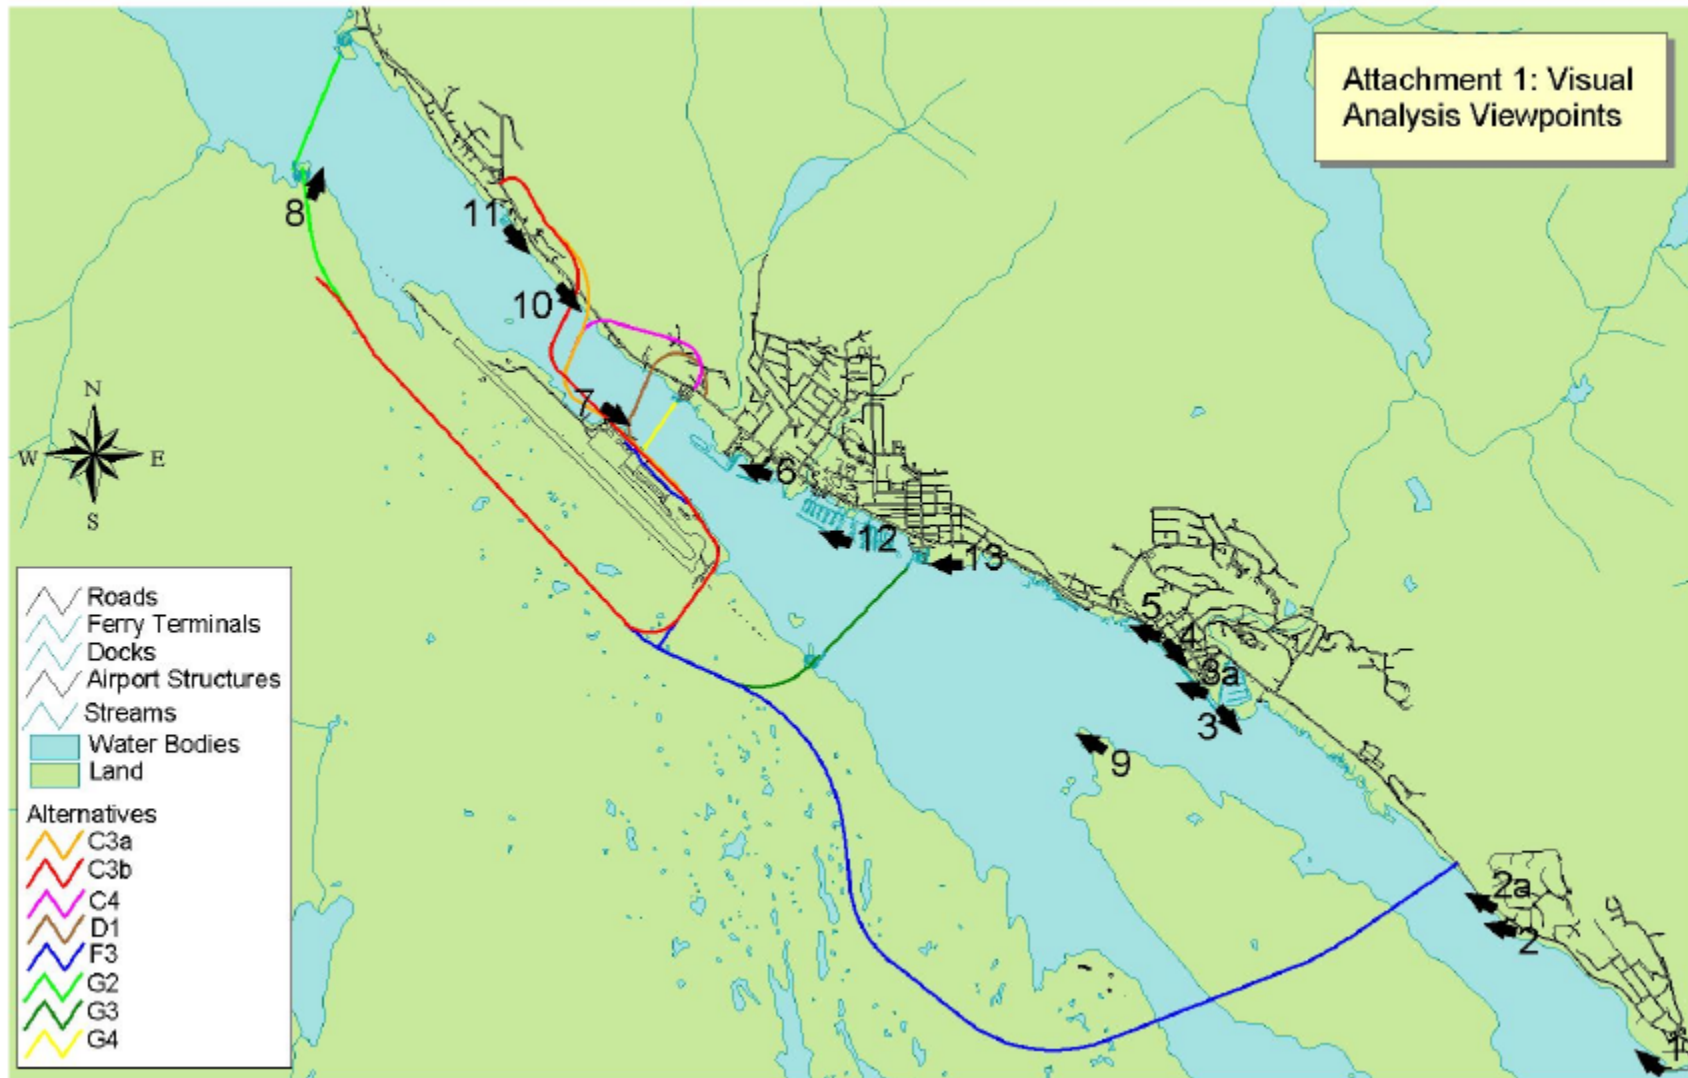 Attachment 1: Visual
Analysis Viewpoints
8
11
10
7
6
12
13
5
4
3a
3
9
2a
2
1
N
W
E
S
Roads
Ferry Terminals
Docks
Airport Structures
Streams
Water Bodies
Land
Alternatives
C3a
C3b
C4
D1
F3
G2
G3
G4